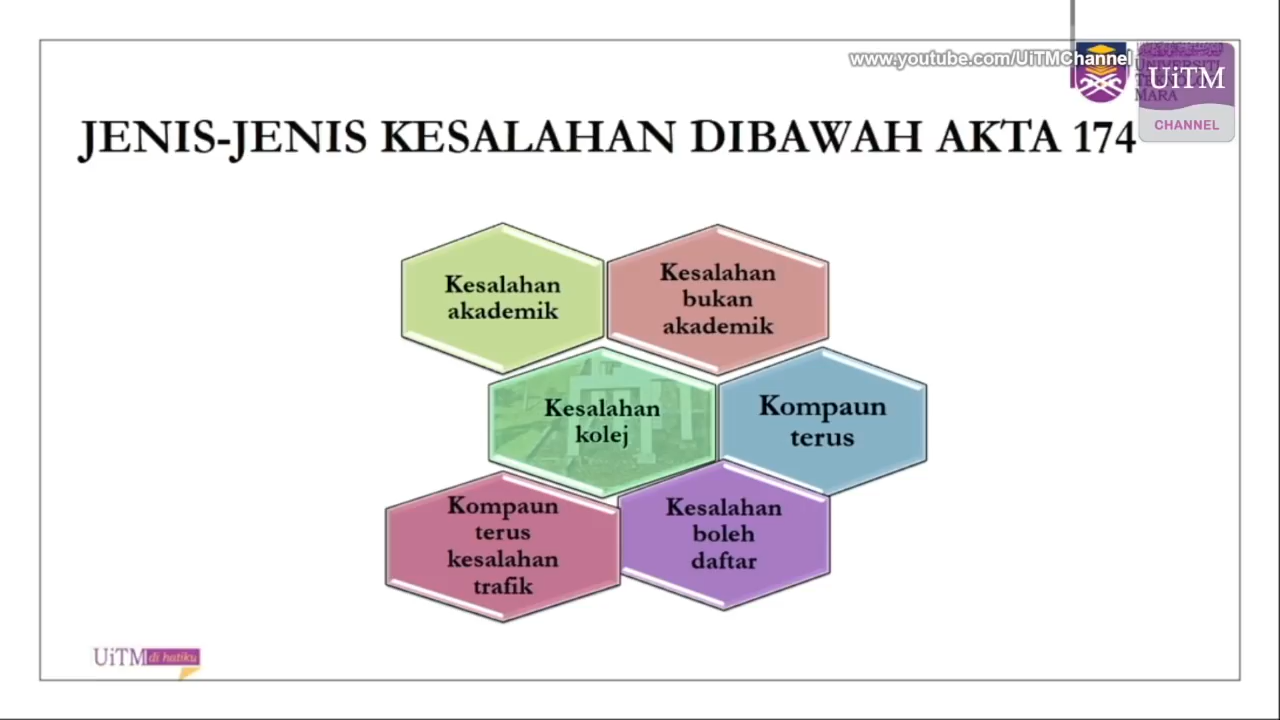 www.youtube.com/UiTMChannel
UiTM
CHANNEL
JENIS-JENIS KESALAHAN DIBAWAH AKTA 174
Kesalahan
akademik
Kesalahan
bukan
akademik
Kesalahan
kolej
Kompaun
terus
Kompaun
terus
kesalahan
trafik
Kesalahan
boleh
daftar
UiTM di hatiku